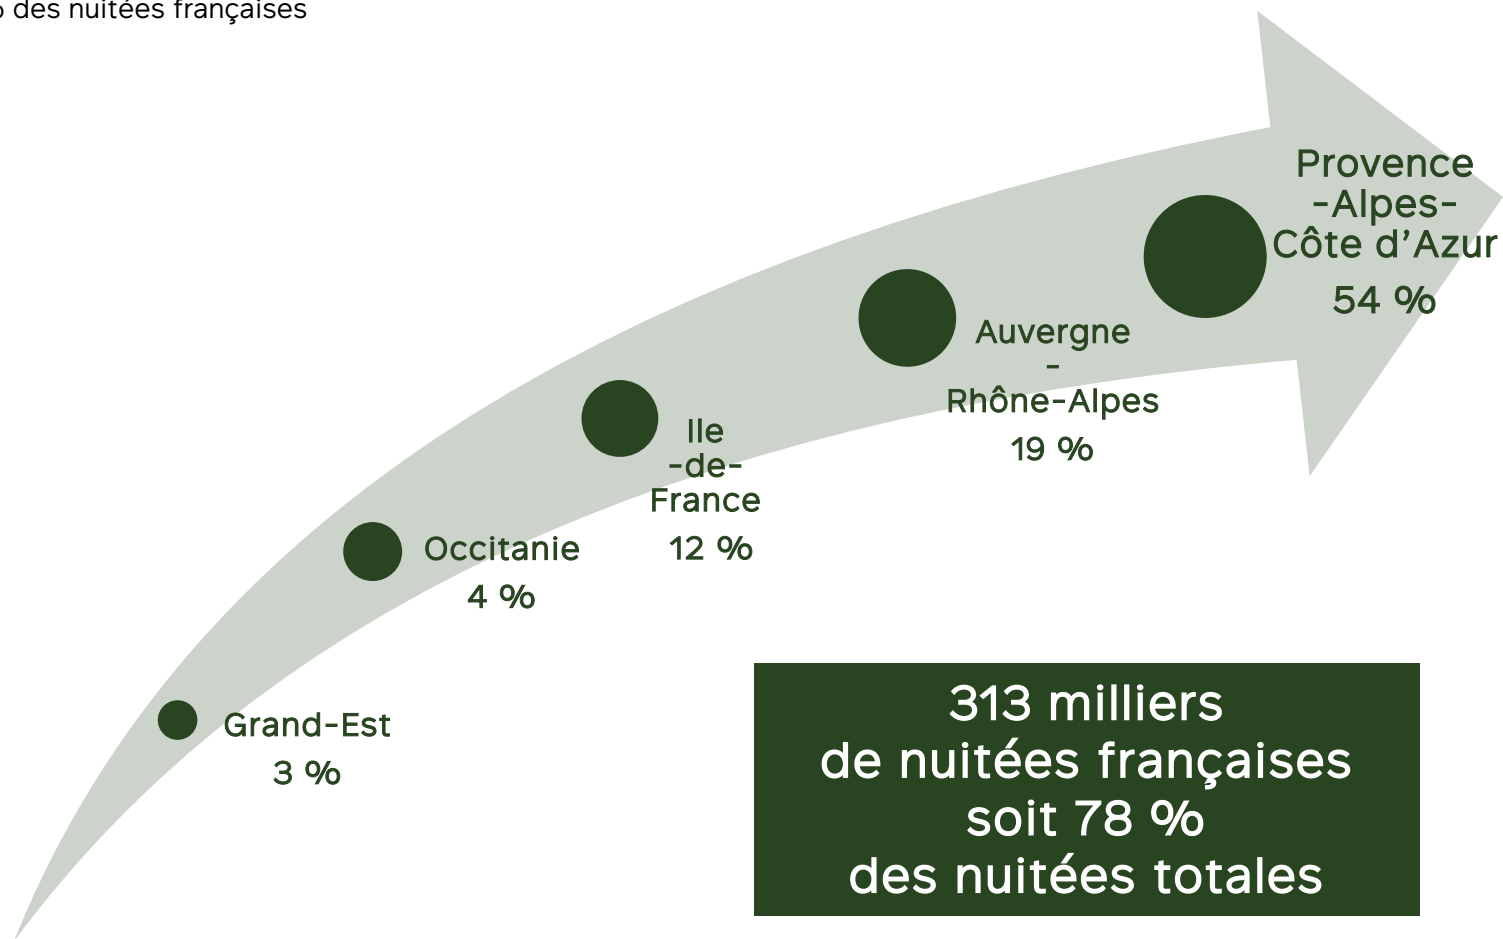 % des nuitées françaises
Provence
-Alpes-
Côte d’Azur
54 %
Auvergne
-
Rhône-Alpes
19 %
Ile
-de-
France
12 %
Occitanie
4 %
Grand-Est
3 %
313 milliers
de nuitées françaises
soit 78 %
des nuitées totales